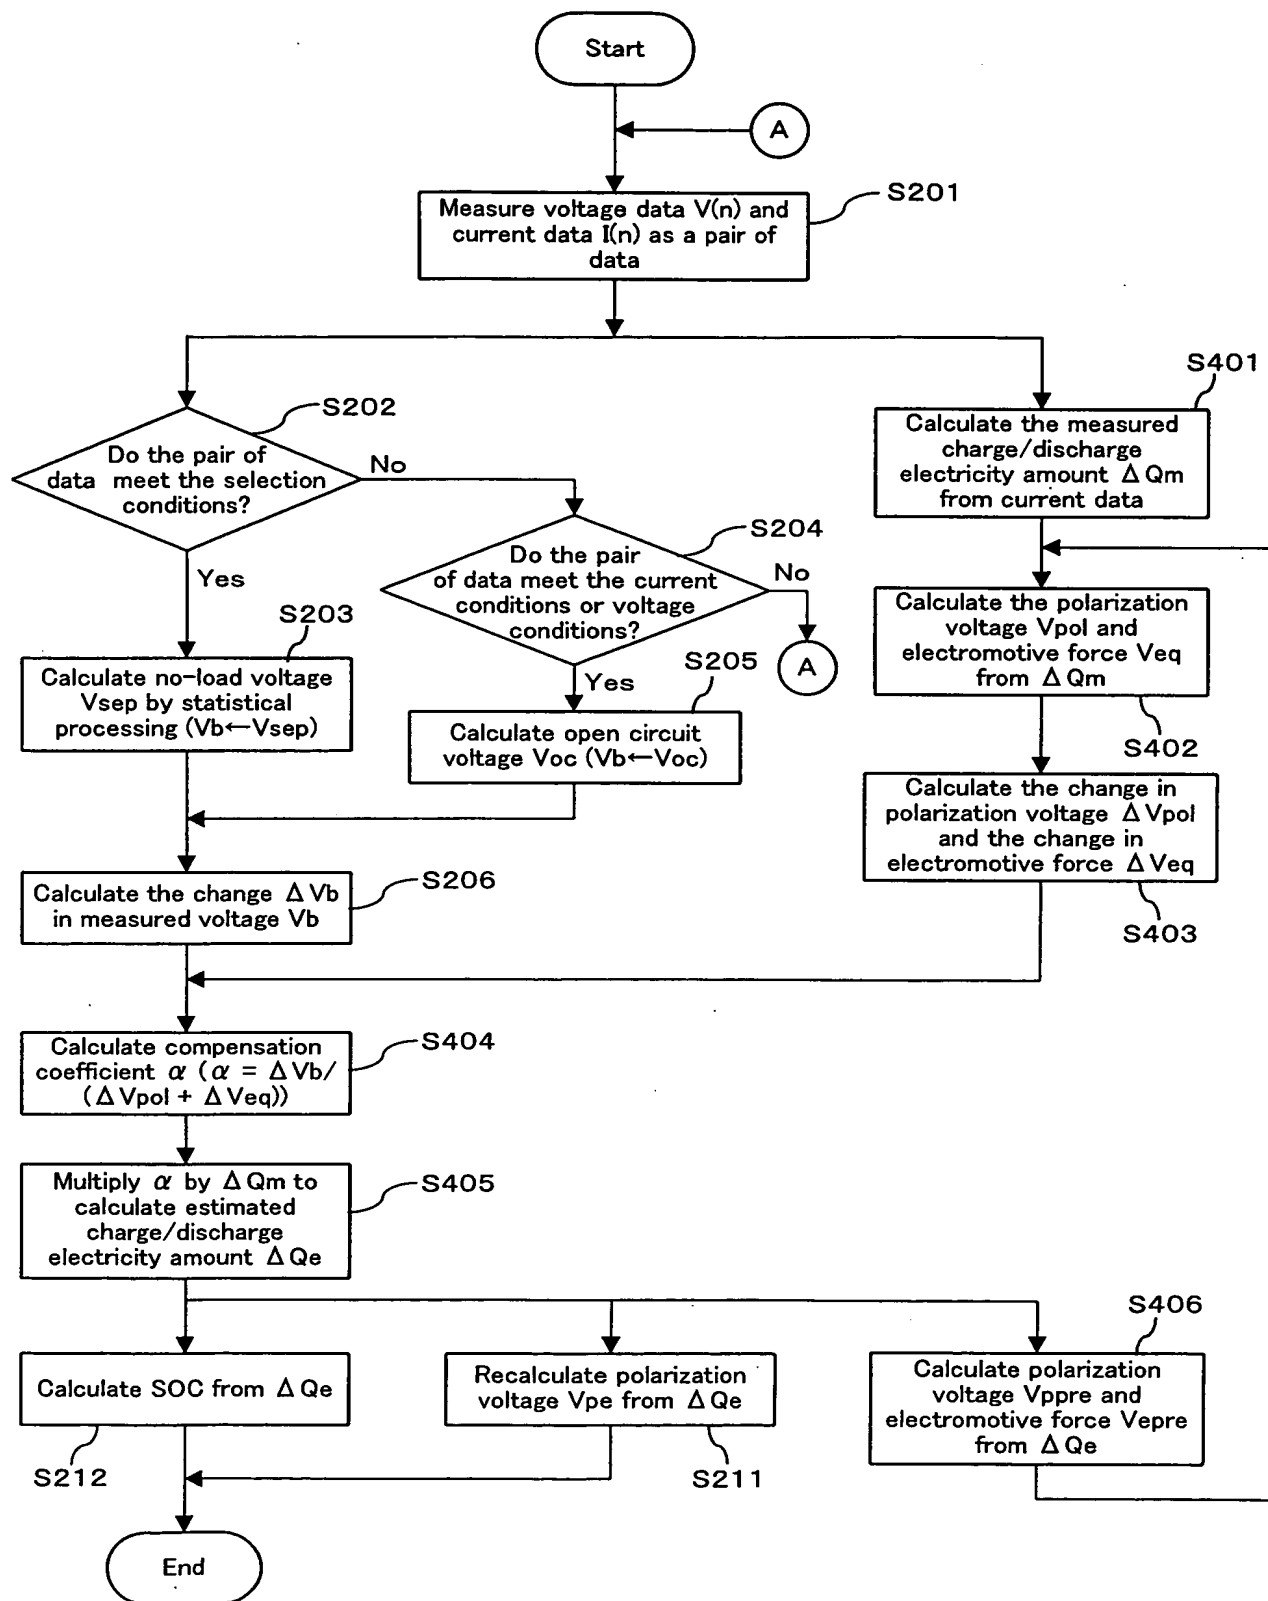 Start
A
S201
Measure voltage data V(n) and
current data I(n) as a pair of
data
S202
Do the pair of
data meet the selection
conditions?
No
Yes
S204
Do the pair
of data meet the current
conditions or voltage
conditions?
No
A
Yes
S203
Calculate no-load voltage
Vsep by statistical
processing (Vb←Vsep)
S205
Calculate open circuit
voltage Voc (Vb←Voc)
S401
Calculate the measured
charge/discharge
electricity amount ΔQm
from current data
Calculate the polarization
voltage Vpol and
electromotive force Veq
from ΔQm
S402
Calculate the change in
polarization voltage ΔVpol
and the change in
electromotive force ΔVeq
S403
S206
Calculate the change ΔVb
in measured voltage Vb
S404
Calculate compensation
coefficient α (α = ΔVb/
(ΔVpol + ΔVeq))
S405
Multiply α by ΔQm to
calculate estimated
charge/discharge
electricity amount ΔQe
Calculate SOC from ΔQe
S212
Recalculate polarization
voltage Vpe from ΔQe
S211
S406
Calculate polarization
voltage Vppre and
electromotive force Vepre
from ΔQe
End